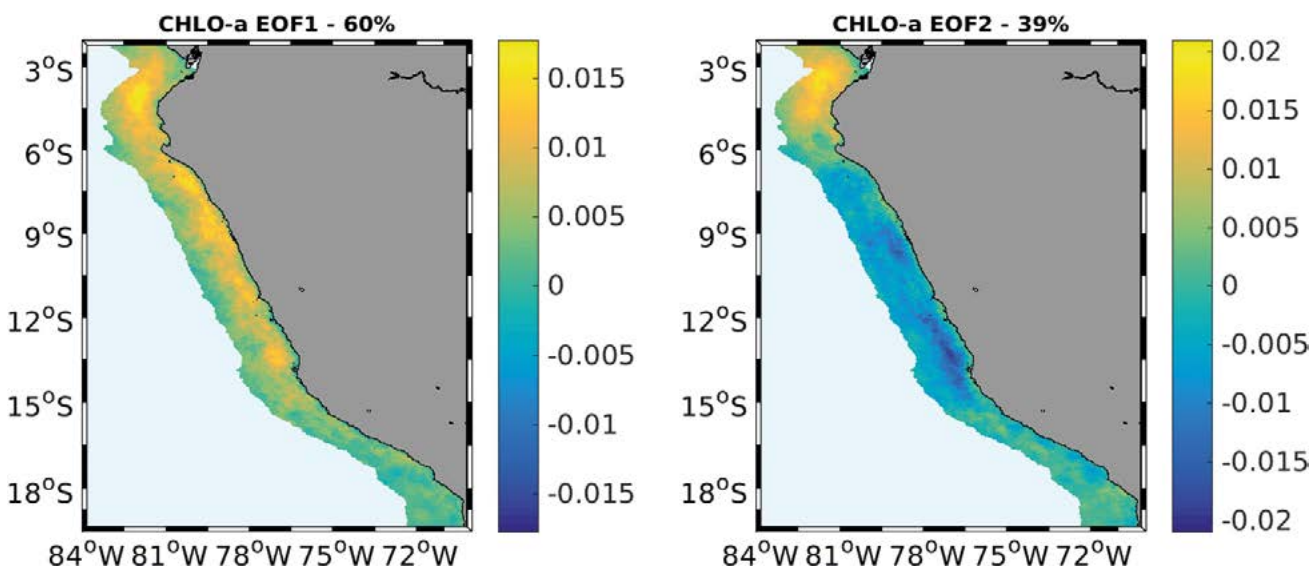 CHLO-a EOF1 - 60%
3°S
6°S
9°S
12°S
15°S
18°S
84°W 81°W 78°W 75°W 72°W
0.015
0.01
0.005
0
-0.005
-0.01
-0.015
CHLO-a EOF2 - 39%
3°S
6°S
9°S
12°S
15°S
18°S
84°W 81°W 78°W 75°W 72°W
0.02
0.015
0.01
0.005
0
-0.005
-0.01
-0.015
-0.02